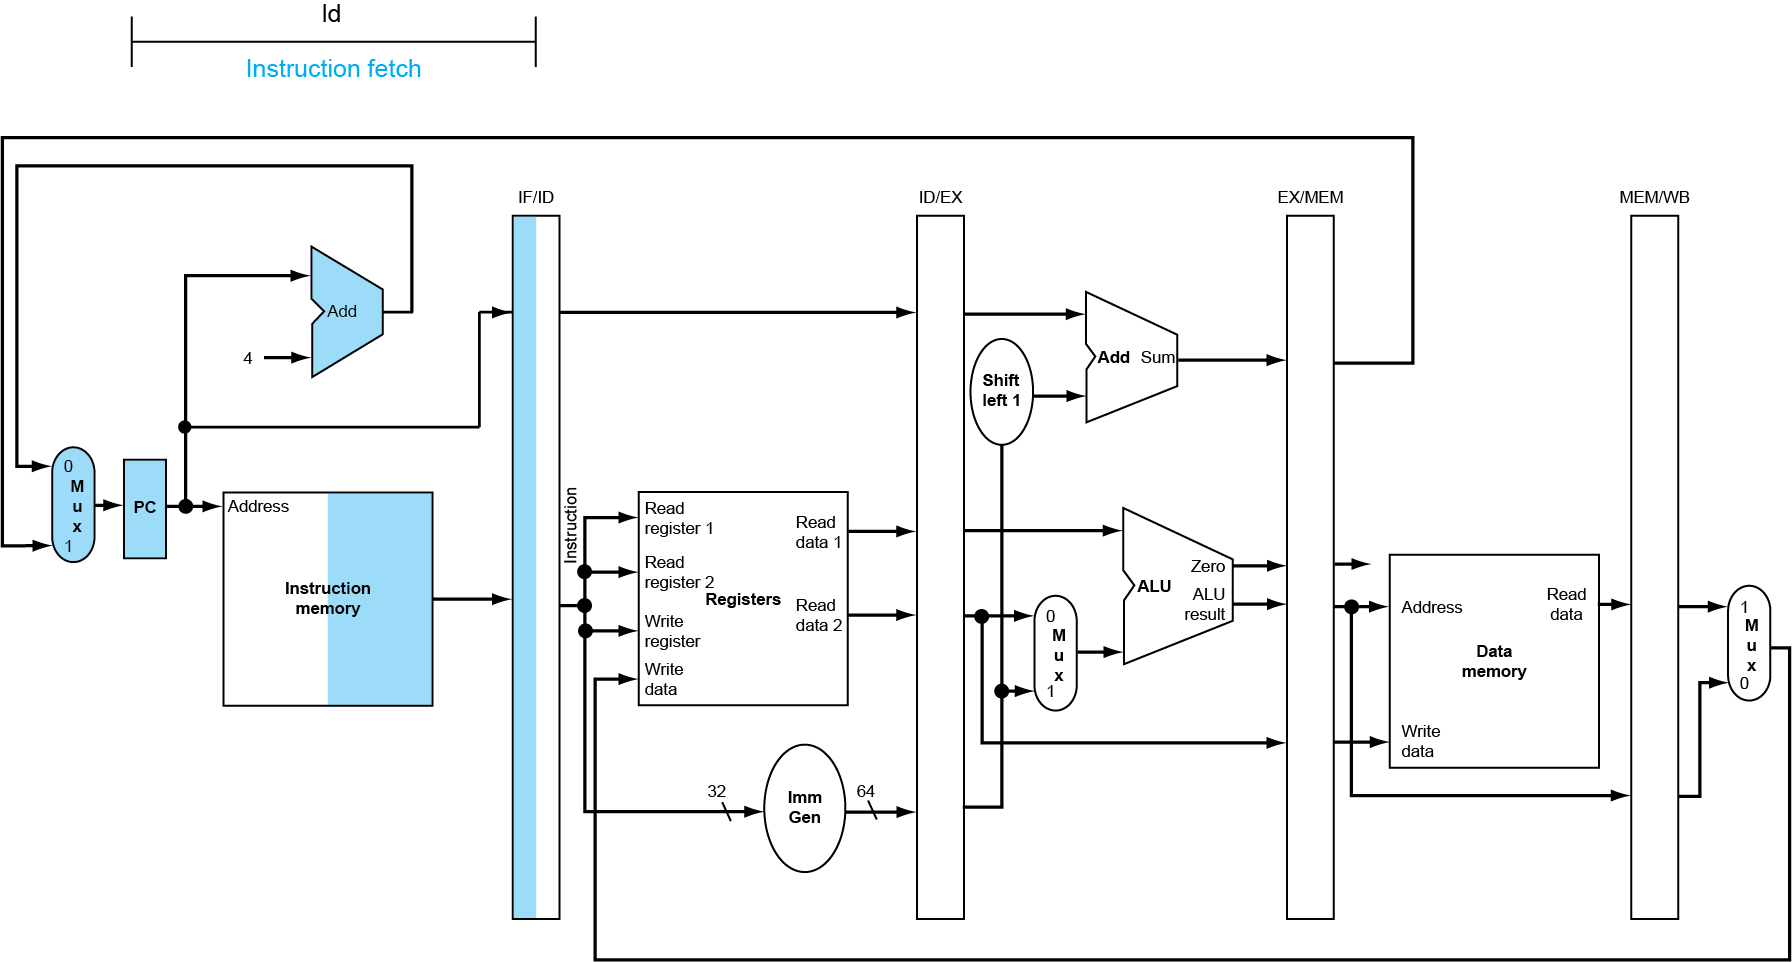 ld
Instruction fetch
IF/ID
ID/EX
EX/MEM
MEM/WB
Add
4
Add Sum
Shift
left 1
0
M
u
x
1
PC
Address
Instruction
memory
Instruction
Read
register 1
Read
register 2
Write
register
Write
data
Registers
Read
data 1
Read
data 2
0
M
u
x
1
ALU
Zero
ALU
result
Address
Read
data
Data
memory
Write
data
1
M
u
x
0
32
Imm
Gen
64